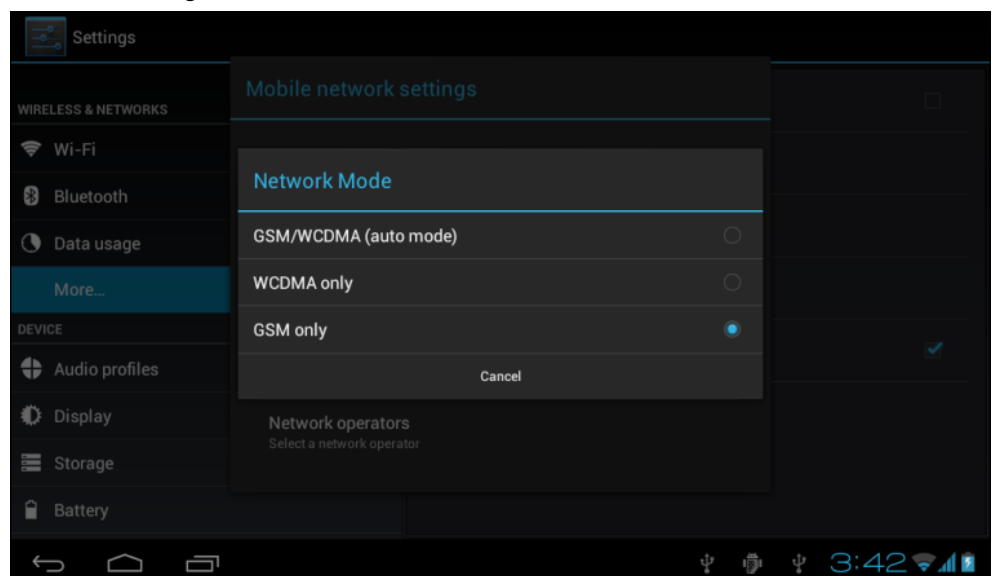 Settings
WIRELESS & NETWORKS
Wi-Fi
Bluetooth
Data usage
More...
DEVICE
Audio profiles
Display
Storage
Battery
Mobile network settings
Network Mode
GSM/WCDMA (auto mode)
WCDMA only
GSM only
Cancel
Network operators
Select a network operator
3:42